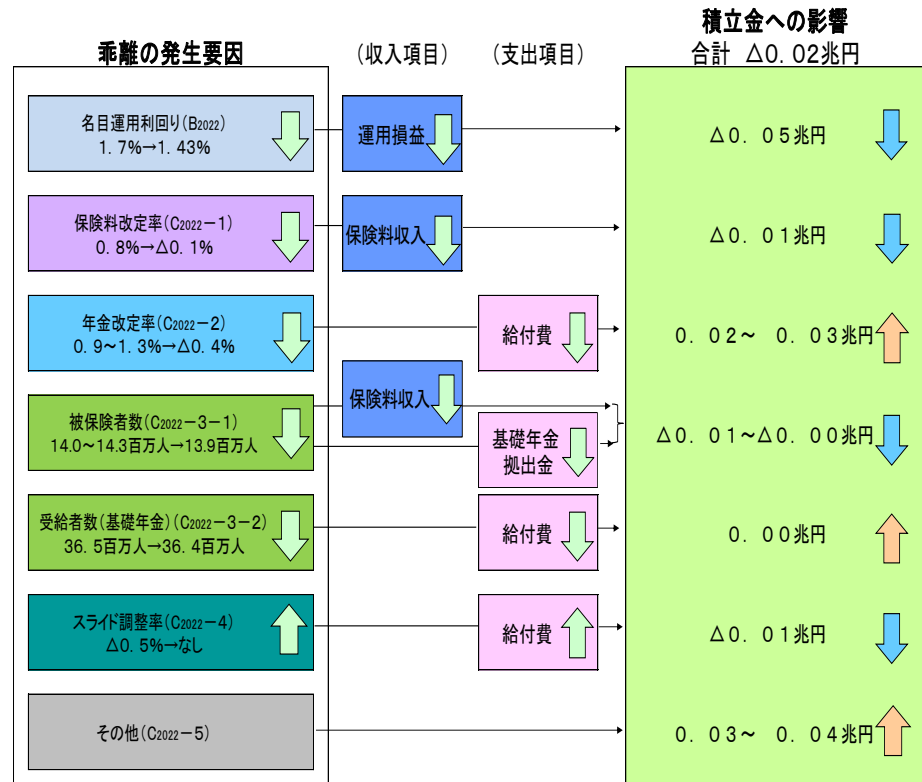 乖離の発生要因
(収入項目)
(支出項目)
積立金への影響
合計 △0.02兆円
名目運用利回り(B2022)
1.7%→1.43%
運用損益
△0.05兆円
保険料改定率(C2022-1)
0.8%→△0.1%
保険料収入
△0.01兆円
年金改定率(C2022-2)
0.9~1.3%→△0.4%
給付費
0.02~ 0.03兆円
被保険者数(C2022-3-1)
14.0~14.3百万人→13.9百万人
保険料収入
基礎年金
拠出金
△0.01~△0.00兆円
受給者数(基礎年金)(C2022-3-2)
36.5百万人→36.4百万人
給付費
0.00兆円
スライド調整率(C2022-4)
△0.5%→なし
給付費
△0.01兆円
その他(C2022-5)
0.03~ 0.04兆円